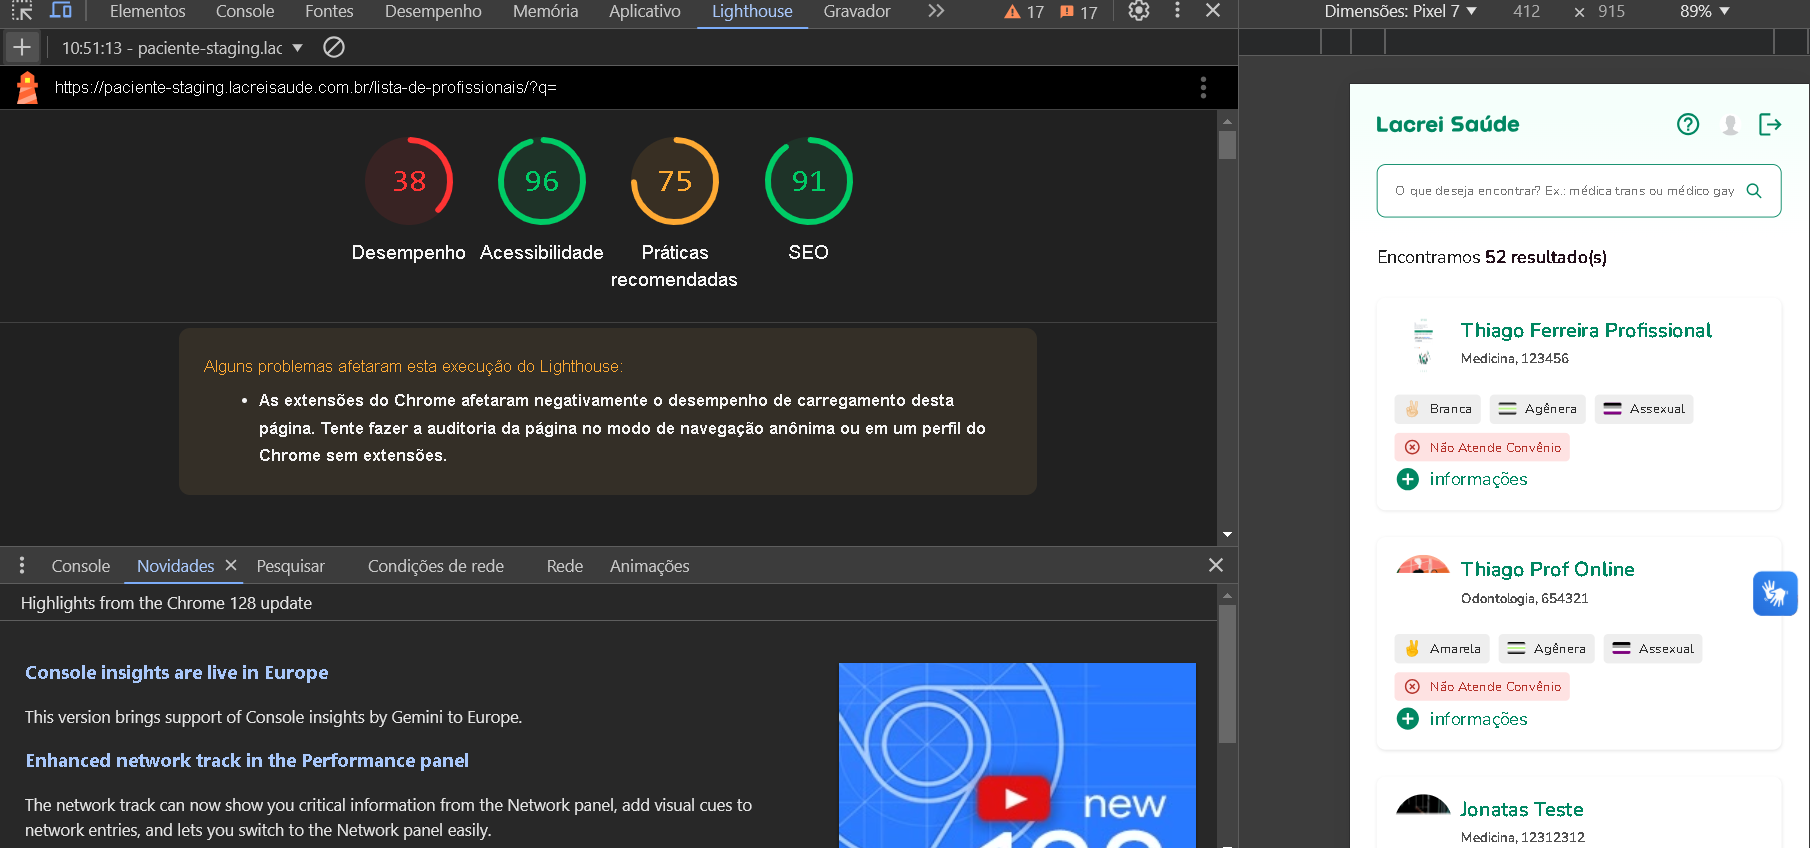 Elementos Console Fontes Desempenho Memória Aplicativo Lighthouse Gravador 17 17
10:51:13 - paciente-staging.lac
https://paciente-staging.lacreisaude.com.br/lista-de-profissionais/?q=
38 96 75 91
Desempenho Acessibilidade Práticas recomendadas SEO
Alguns problemas afetaram esta execução do Lighthouse:
• As extensões do Chrome afetaram negativamente o desempenho de carregamento desta
página. Tente fazer a auditoria da página no modo de navegação anônima ou em um perfil do
Chrome sem extensões.
Console Novidades Pesquisar Condições de rede Rede Animações
Highlights from the Chrome 128 update
Console insights are live in Europe
This version brings support of Console insights by Gemini to Europe.
Enhanced network track in the Performance panel
The network track can now show you critical information from the Network panel, add visual cues to
network entries, and lets you switch to the Network panel easily.
new
Dimensões: Pixel 7 412 × 915 89%
Lacrei Saúde
O que deseja encontrar? Ex.: médica trans ou médico gay
Encontramos 52 resultado(s)
Thiago Ferreira Profissional
Medicina, 123456
Branca Agênera Assexual
Não Atende Convênio
informações
Thiago Prof Online
Odontologia, 654321
Amarela Agênera Assexual
Não Atende Convênio
informações
Jonatas Teste
Medicina, 12312312